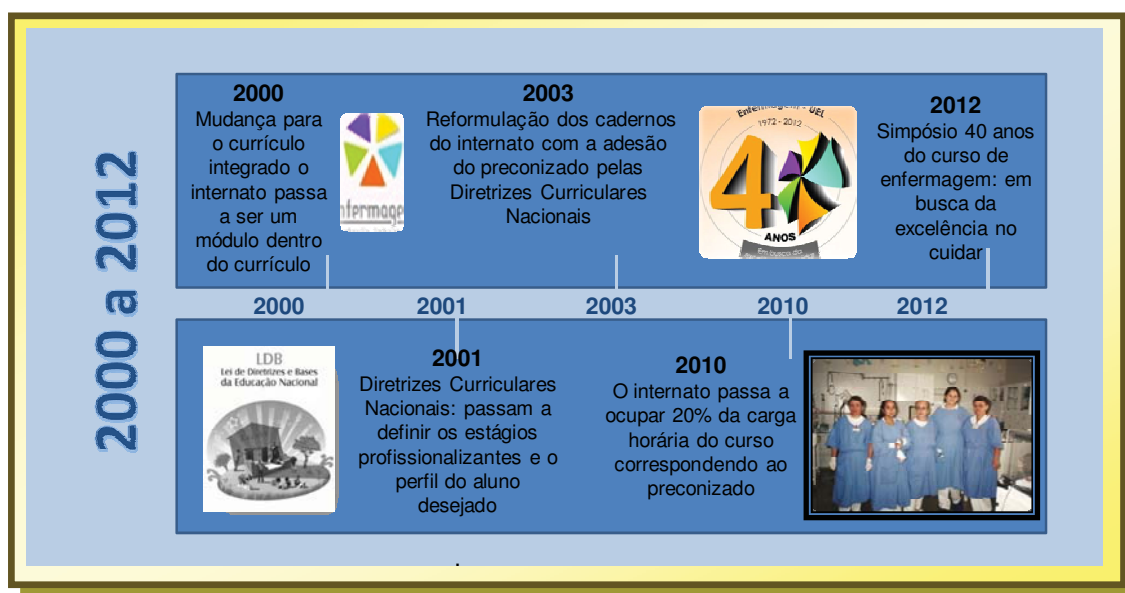 2000 a 2012
2000
Mudança para
o currículo
integrado o
internato passa
a ser um
módulo dentro
do currículo
nfermage
2003
Reformulação dos cadernos
do internato com a adesão
do preconizado pelas
Diretrizes Curriculares
Nacionais
Enfermagem - UEL
1972 - 2012
40
ANOS
Em busca da
2012
Simpósio 40 anos
do curso de
enfermagem: em
busca da
excelência no
cuidar
2000 2001 2003 2010 2012
LDB
Lei de Diretrizes e Bases
da Educação Nacional
2001
Diretrizes Curriculares
Nacionais: passam a
definir os estágios
profissionalizantes e o
perfil do aluno
desejado
2010
O internato passa a
ocupar 20% da carga
horária do curso
correspondendo ao
preconizado